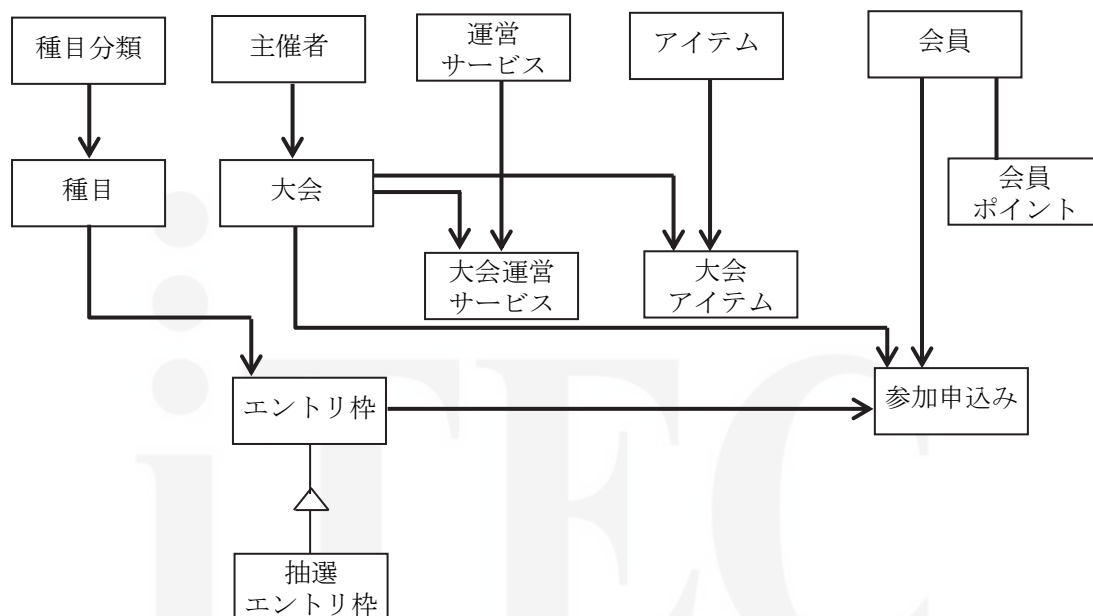 種目分類
主催者
運営
サービス
アイテム
会員
種目
大会
会員
ポイント
大会運営
サービス
大会
アイテム
エントリ枠
参加申込み
抽選
エントリ枠
iTEC